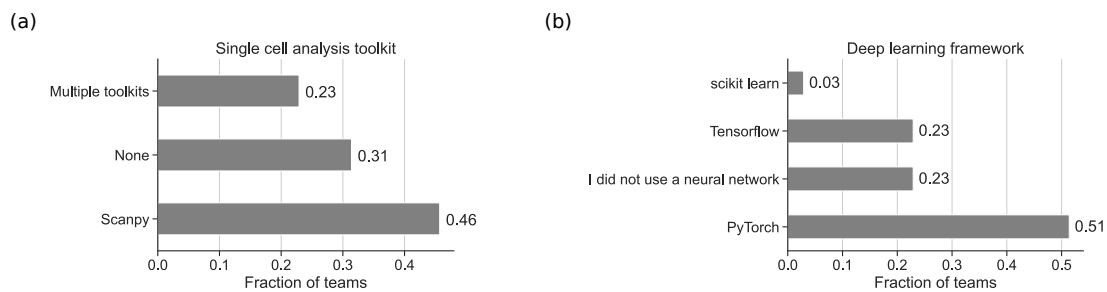 (a)
Single cell analysis toolkit
Multiple toolkits
0.23
None
0.31
Scanpy
0.46
0.0 0.1 0.2 0.3 0.4
Fraction of teams
(b)
Deep learning framework
scikit learn
0.03
Tensorflow
0.23
I did not use a neural network
0.23
PyTorch
0.51
0.0 0.1 0.2 0.3 0.4 0.5
Fraction of teams